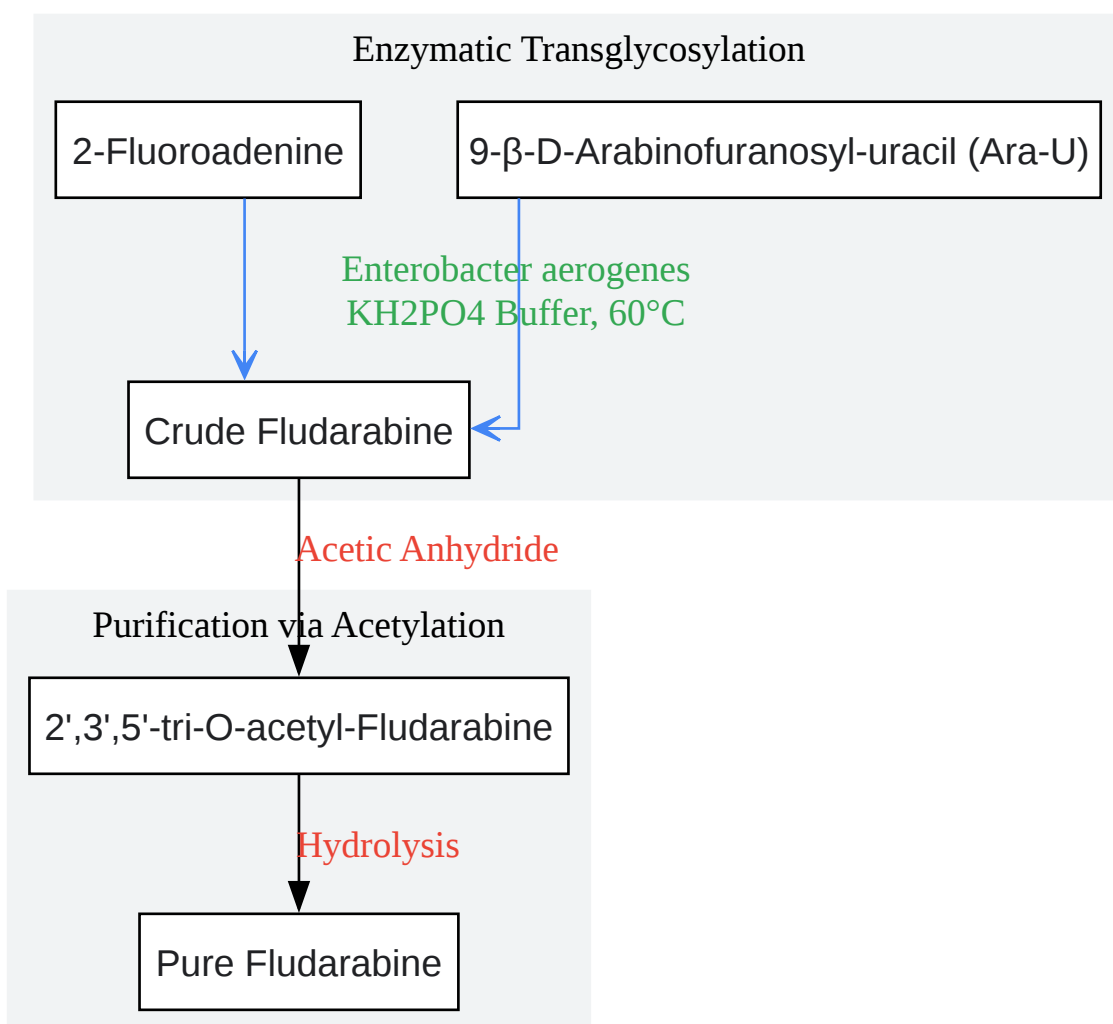 Enzymatic Transglycosylation
2-Fluoroadenine
9-β-D-Arabinofuranosyl-uracil (Ara-U)
Enterobacter aerogenes
KH2PO4 Buffer, 60°C
Crude Fludarabine
Acetic Anhydride
Purification via Acetylation
2',3',5'-tri-O-acetyl-Fludarabine
Hydrolysis
Pure Fludarabine